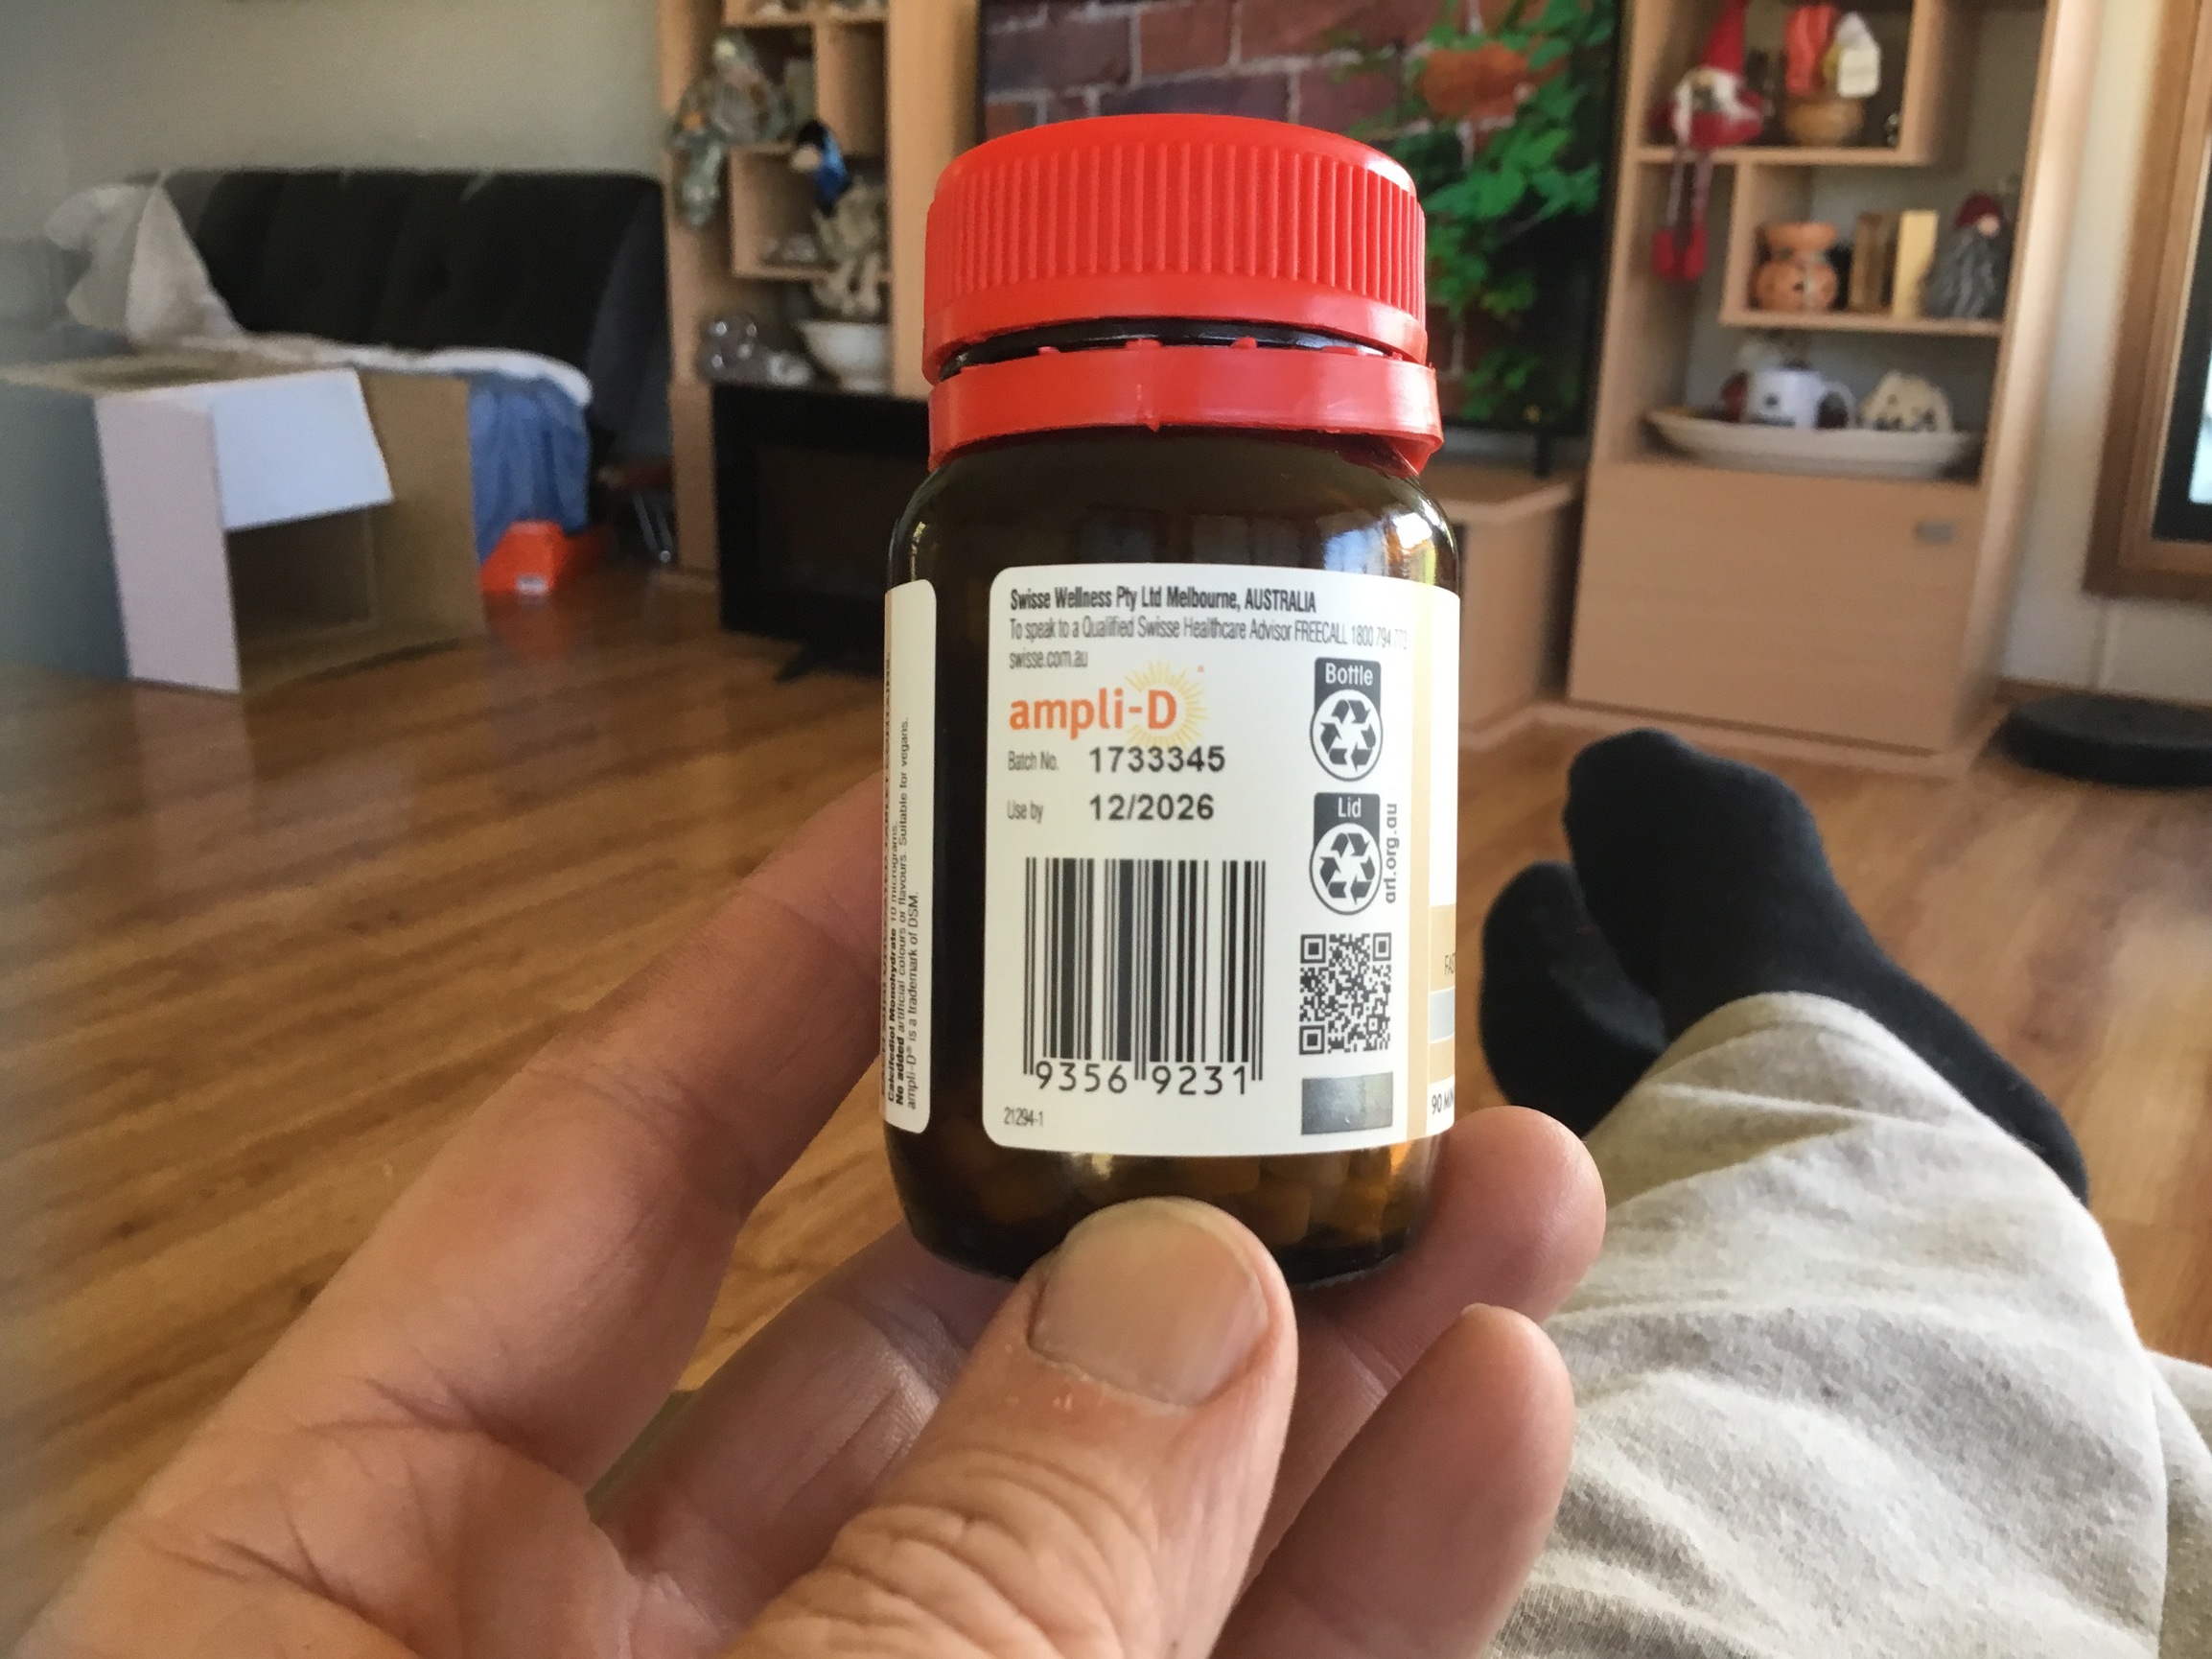 Swisse Wellness Pty Ltd Melbourne, AUSTRALIA
To speak to a Qualified Swisse Healthcare Advisor FREECALL 1800 794 773
swisse.com.au
ampli-D
Batch No. 1733345
Use by 12/2026
Bottle
Lid
arl.org.au
9356 9231
21294-1
Calcifediol Monohydrate 10 micrograms.
No added artificial colours or flavours. Suitable for vegans.
ampli-D® is a trademark of DSM.
90